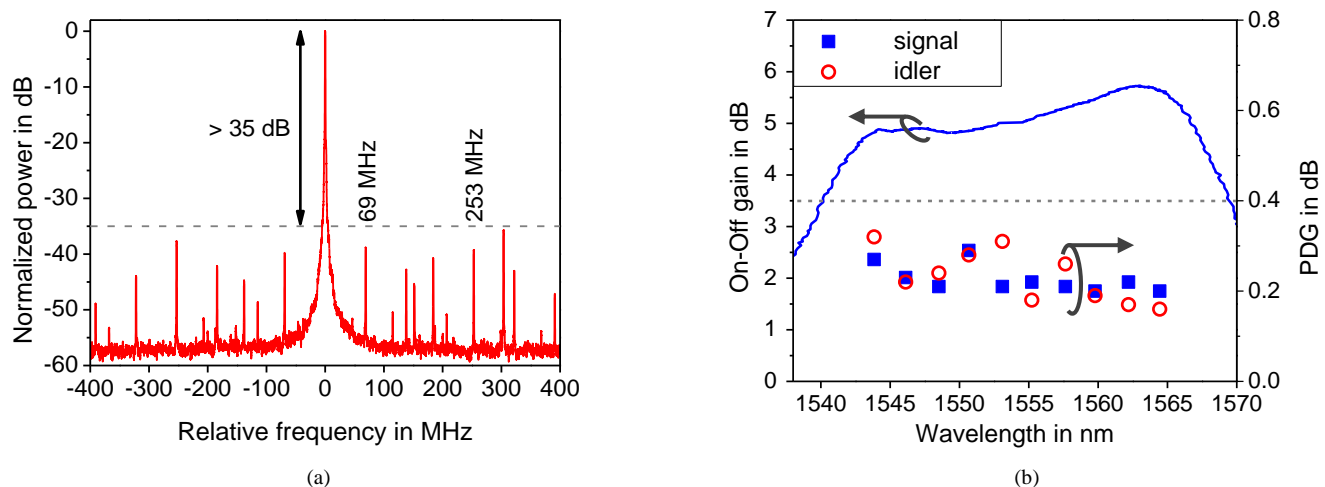 0
-10
-20
-30
-40
-50
-60
Normalized power in dB
> 35 dB
69 MHz
253 MHz
-400 -300 -200 -100 0 100 200 300 400
Relative frequency in MHz
(a)
7
6
5
4
3
2
1
0
On-Off gain in dB
signal
idler
0.8
0.6
0.4
0.2
0.0
PDG in dB
1540 1545 1550 1555 1560 1565 1570
Wavelength in nm
(b)